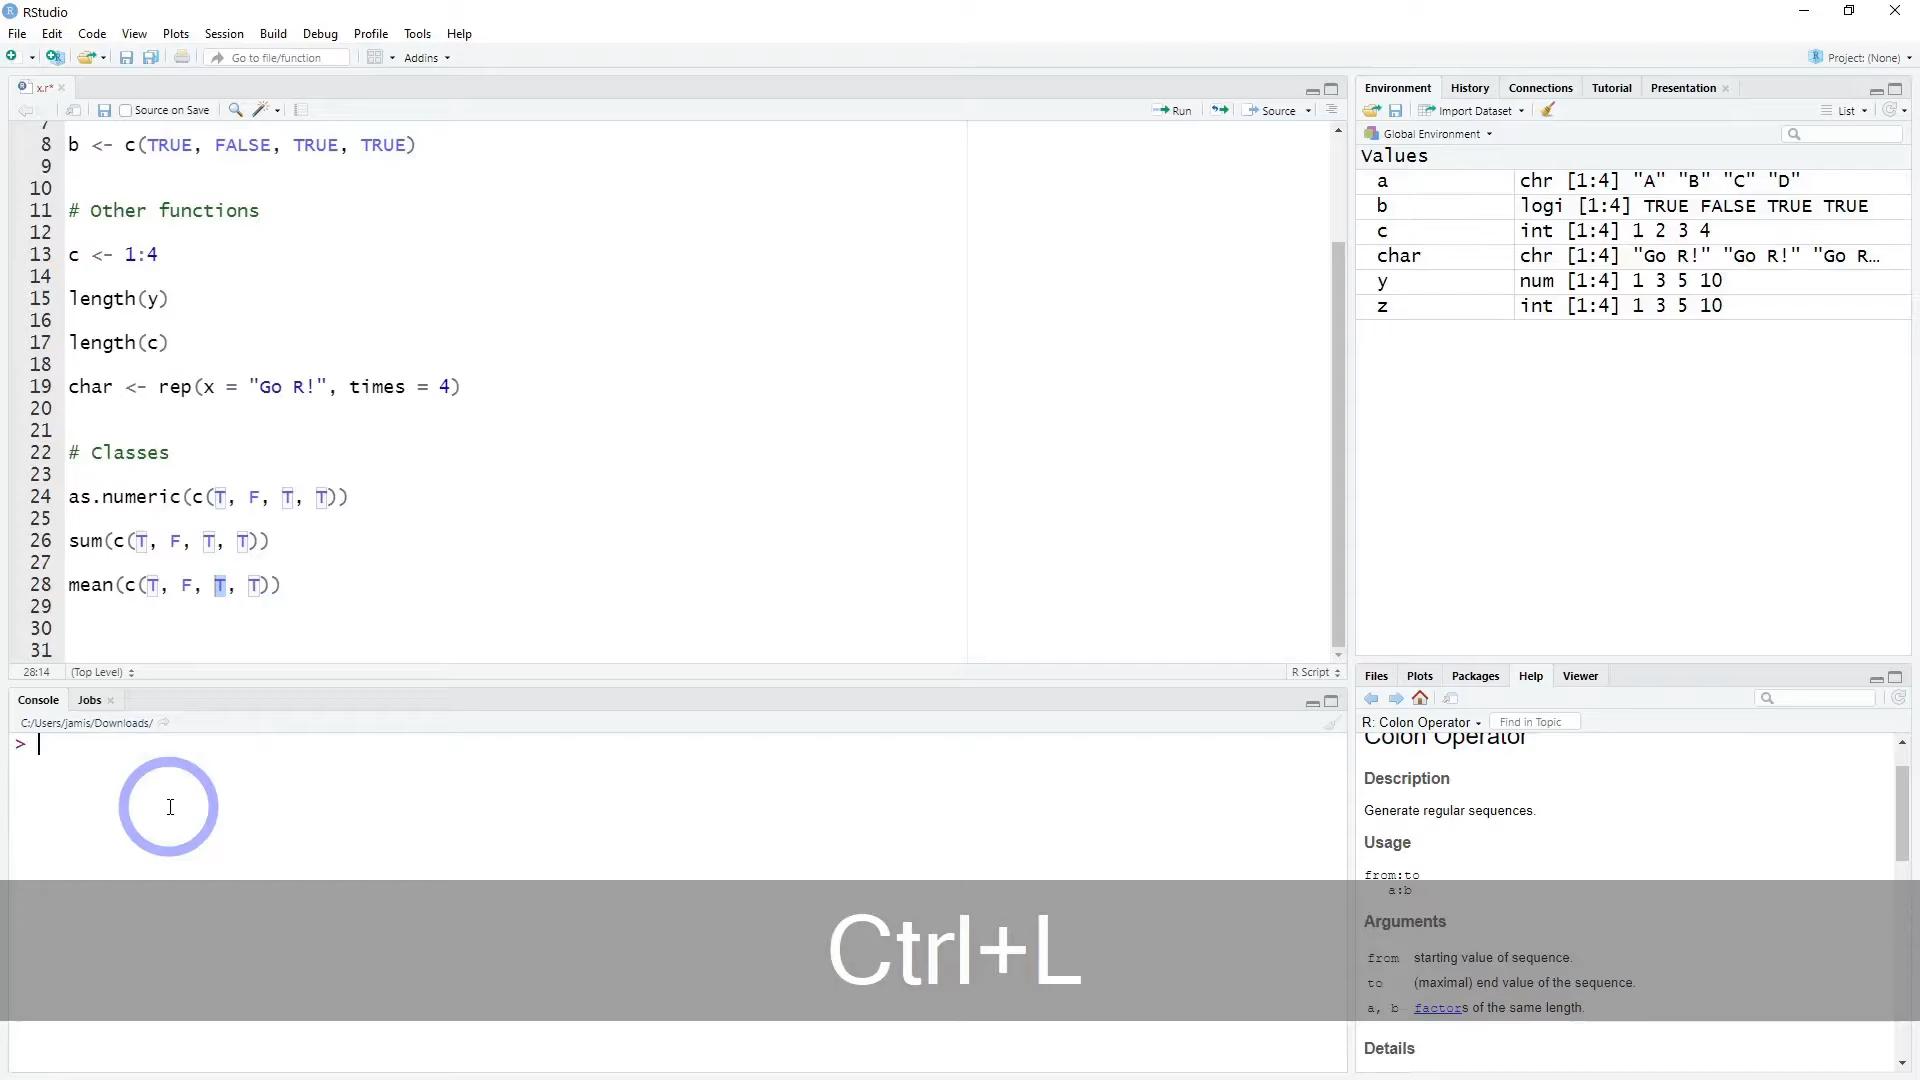 RStudio
File Edit Code View Plots Session Build Debug Profile Tools Help
Go to file/function Addins Project: (None)
x.r*
Source on Save Run Source
7
8 b <- c(TRUE, FALSE, TRUE, TRUE)
9
10
11 # Other functions
12
13 c <- 1:4
14
15 length(y)
16
17 length(c)
18
19 char <- rep(x = "Go R!", times = 4)
20
21
22 # Classes
23
24 as.numeric(c(T, F, T, T))
25
26 sum(c(T, F, T, T))
27
28 mean(c(T, F, T, T))
29
30
31
28:14 (Top Level) R Script
Console Jobs
C:/Users/jamis/Downloads/
>
Environment History Connections Tutorial Presentation
Import Dataset List
Global Environment
Values
a chr [1:4] "A" "B" "C" "D"
b logi [1:4] TRUE FALSE TRUE TRUE
c int [1:4] 1 2 3 4
char chr [1:4] "Go R!" "Go R!" "Go R…
y num [1:4] 1 3 5 10
z int [1:4] 1 3 5 10
Files Plots Packages Help Viewer
R: Colon Operator Find in Topic
Colon Operator
Description
Generate regular sequences.
Usage
from:to
a:b
Arguments
from starting value of sequence.
to (maximal) end value of the sequence.
a, b factors of the same length.
Details
Ctrl+L